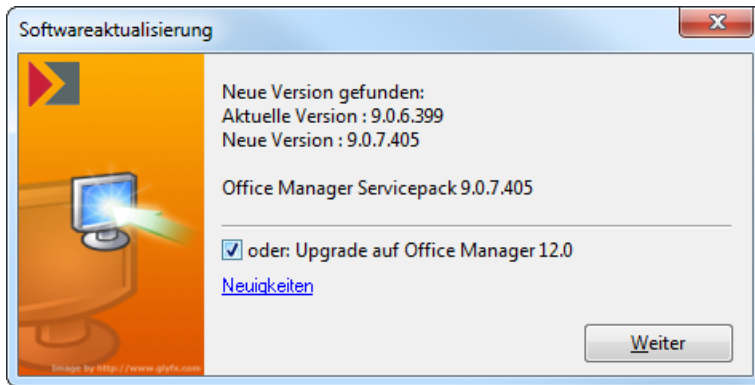 Softwareaktualisierung
Neue Version gefunden:
Aktuelle Version : 9.0.6.399
Neue Version : 9.0.7.405
Office Manager Servicepack 9.0.7.405
oder: Upgrade auf Office Manager 12.0
Neuigkeiten
Weiter
Image by http://www.glyfx.com